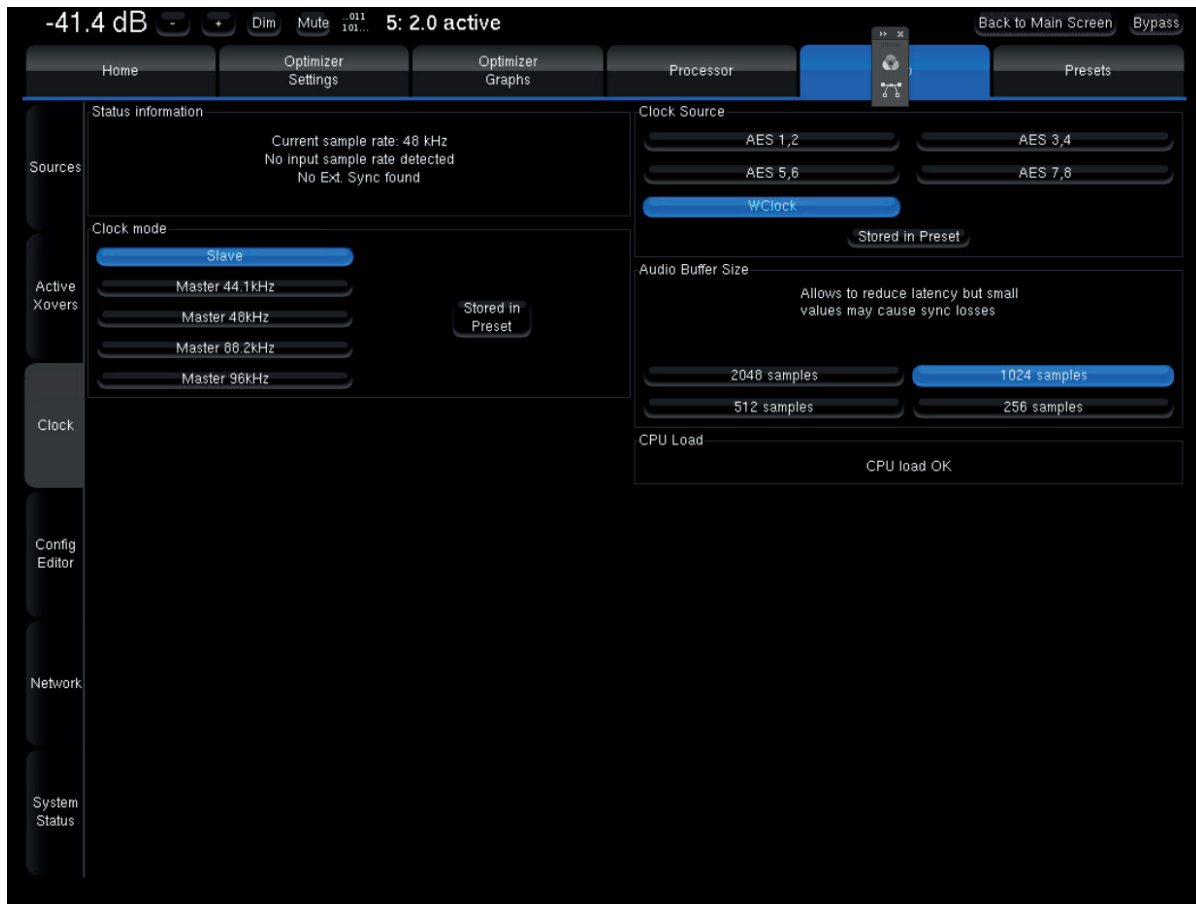 -41.4 dB - + Dim Mute ..011 101... 5: 2.0 active Back to Main Screen Bypass
Home
Optimizer
Settings
Optimizer
Graphs
Processor
Presets
Sources
Active
Xovers
Clock
Config
Editor
Network
System
Status
Status information
Current sample rate: 48 kHz
No input sample rate detected
No Ext. Sync found
Clock mode
Slave
Master 44.1kHz
Master 48kHz
Master 88.2kHz
Master 96kHz
Stored in
Preset
Clock Source
AES 1,2
AES 3,4
AES 5,6
AES 7,8
WClock
Stored in Preset
Audio Buffer Size
Allows to reduce latency but small
values may cause sync losses
2048 samples
1024 samples
512 samples
256 samples
CPU Load
CPU load OK